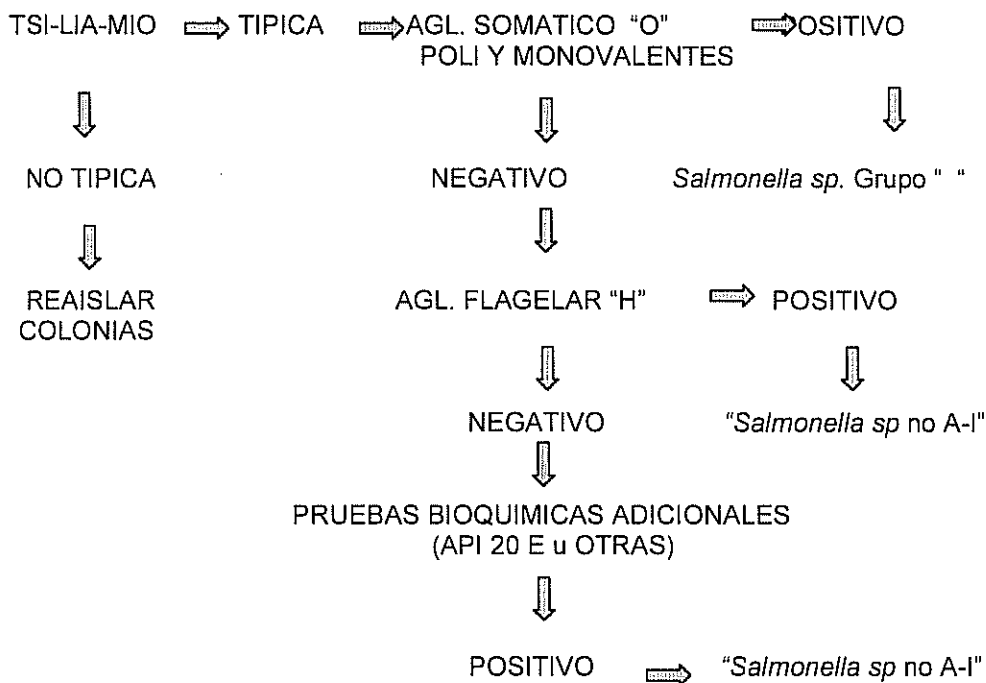 TSI-LIA-MIO TIPICA AGL. SOMATICO "O" OSITIVO
POLI Y MONOVALENTES
NO TIPICA NEGATIVO Salmonella sp. Grupo " "
REAISLAR AGL. FLAGELAR "H" POSITIVO
COLONIAS
NEGATIVO "Salmonella sp no A-I"
PRUEBAS BIOQUIMICAS ADICIONALES
(API 20 E u OTRAS)
POSITIVO "Salmonella sp no A-I"